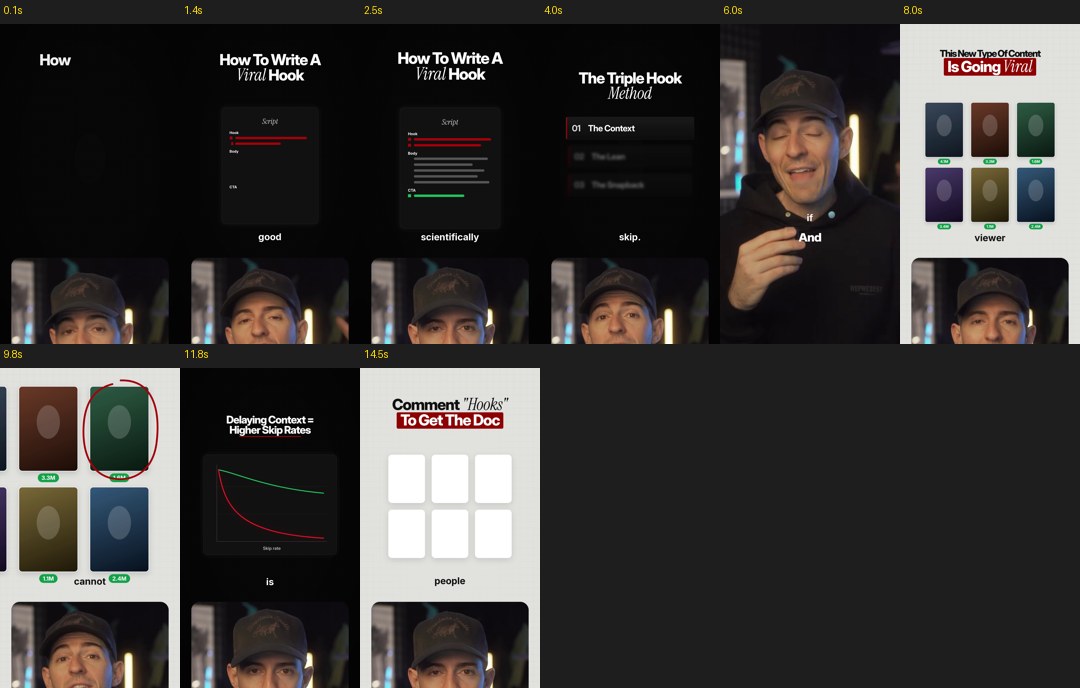 0.1s
How
1.4s
How To Write A
Viral Hook
Script
Hook
Body
CTA
good
2.5s
How To Write A
Viral Hook
Script
Hook
Body
CTA
scientifically
4.0s
The Triple Hook
Method
01 The Context
02 The Lean
03 The Snapback
skip.
6.0s
if
And
8.0s
This New Type Of Content
Is Going Viral
viewer
9.8s
3.3M
1.1M
2.4M
cannot
11.8s
Delaying Context =
Higher Skip Rates
Skip rate
is
14.5s
Comment "Hooks"
To Get The Doc
people